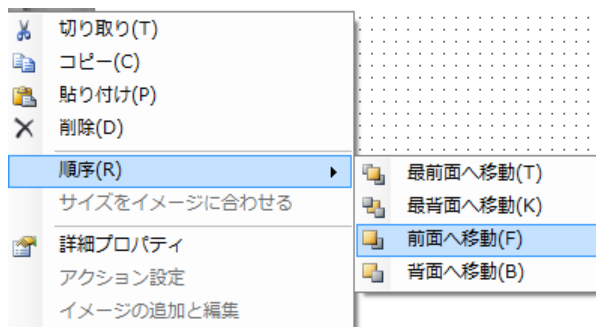 切り取り(T)
コピー(C)
貼り付け(P)
削除(D)
順序(R)
最前面へ移動(T)
最背面へ移動(K)
前面へ移動(F)
背面へ移動(B)
サイズをイメージに合わせる
詳細プロパティ
アクション設定
イメージの追加と編集